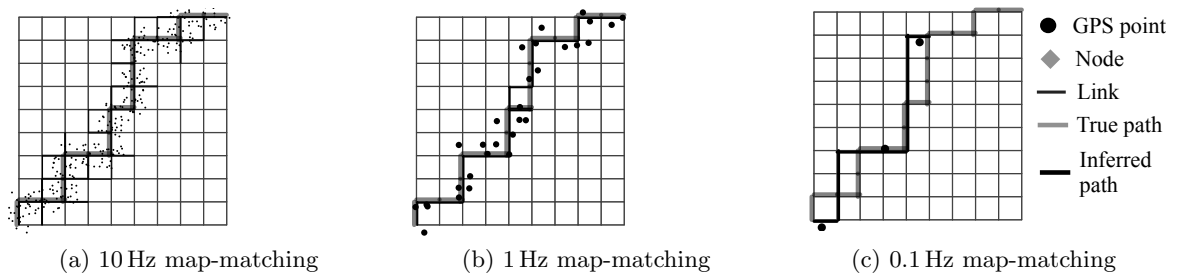 GPS point
Node
Link
True path
Inferred
path
(a) 10 Hz map-matching
(b) 1 Hz map-matching
(c) 0.1 Hz map-matching